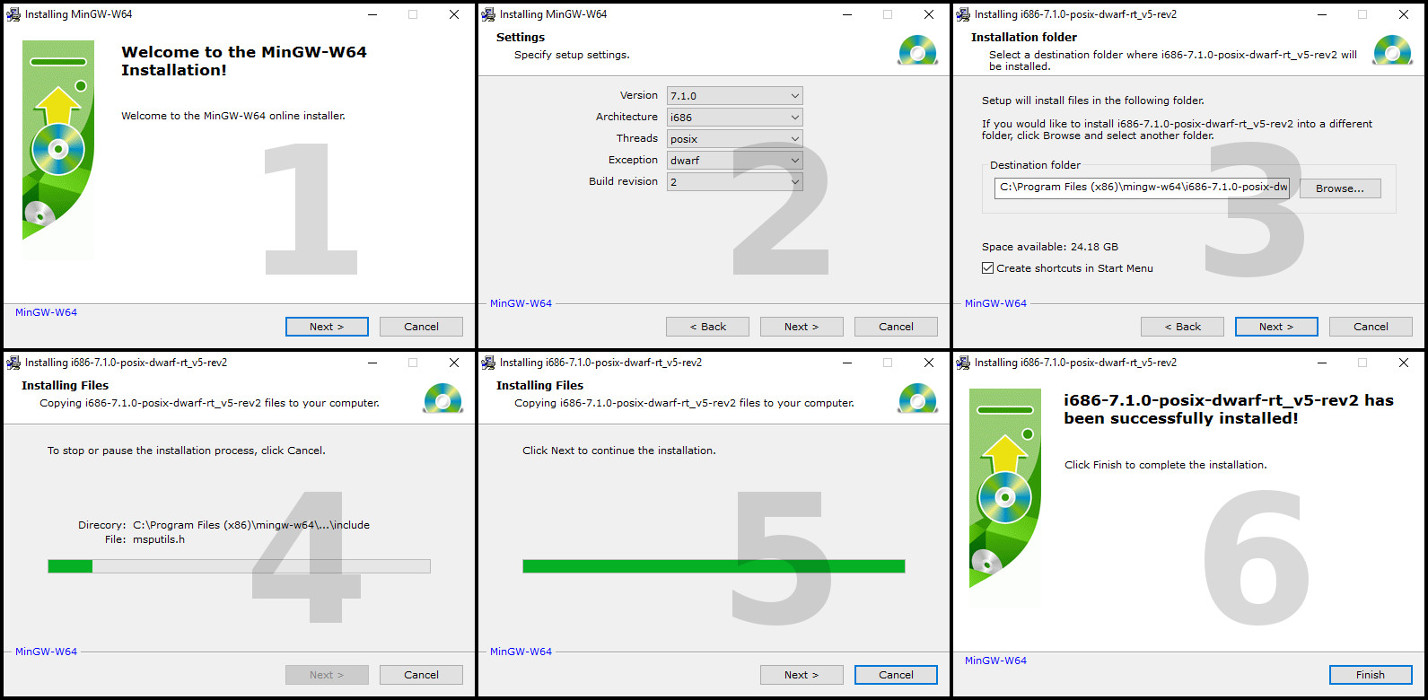 Installing MinGW-W64
Welcome to the MinGW-W64
Installation!
Welcome to the MinGW-W64 online installer.
1
MinGW-W64
Next >
Cancel
Installing MinGW-W64
Settings
Specify setup settings.
Version 7.1.0
Architecture i686
Threads posix
Exception dwarf
Build revision 2
2
MinGW-W64
< Back
Next >
Cancel
Installing i686-7.1.0-posix-dwarf-rt_v5-rev2
Installation folder
Select a destination folder where i686-7.1.0-posix-dwarf-rt_v5-rev2 will
be installed.
Setup will install files in the following folder.
If you would like to install i686-7.1.0-posix-dwarf-rt_v5-rev2 into a different
folder, click Browse and select another folder.
Destination folder
C:\Program Files (x86)\mingw-w64\i686-7.1.0-posix-dw
Browse...
3
Space available: 24.18 GB
Create shortcuts in Start Menu
MinGW-W64
< Back
Next >
Cancel
Installing i686-7.1.0-posix-dwarf-rt_v5-rev2
Installing Files
Copying i686-7.1.0-posix-dwarf-rt_v5-rev2 files to your computer.
To stop or pause the installation process, click Cancel.
Direcory: C:\Program Files (x86)\mingw-w64\...\include
File: msputils.h
4
MinGW-W64
Next >
Cancel
Installing i686-7.1.0-posix-dwarf-rt_v5-rev2
Installing Files
Copying i686-7.1.0-posix-dwarf-rt_v5-rev2 files to your computer.
Click Next to continue the installation.
5
MinGW-W64
Next >
Cancel
Installing i686-7.1.0-posix-dwarf-rt_v5-rev2
i686-7.1.0-posix-dwarf-rt_v5-rev2 has
been successfully installed!
Click Finish to complete the installation.
6
MinGW-W64
Finish